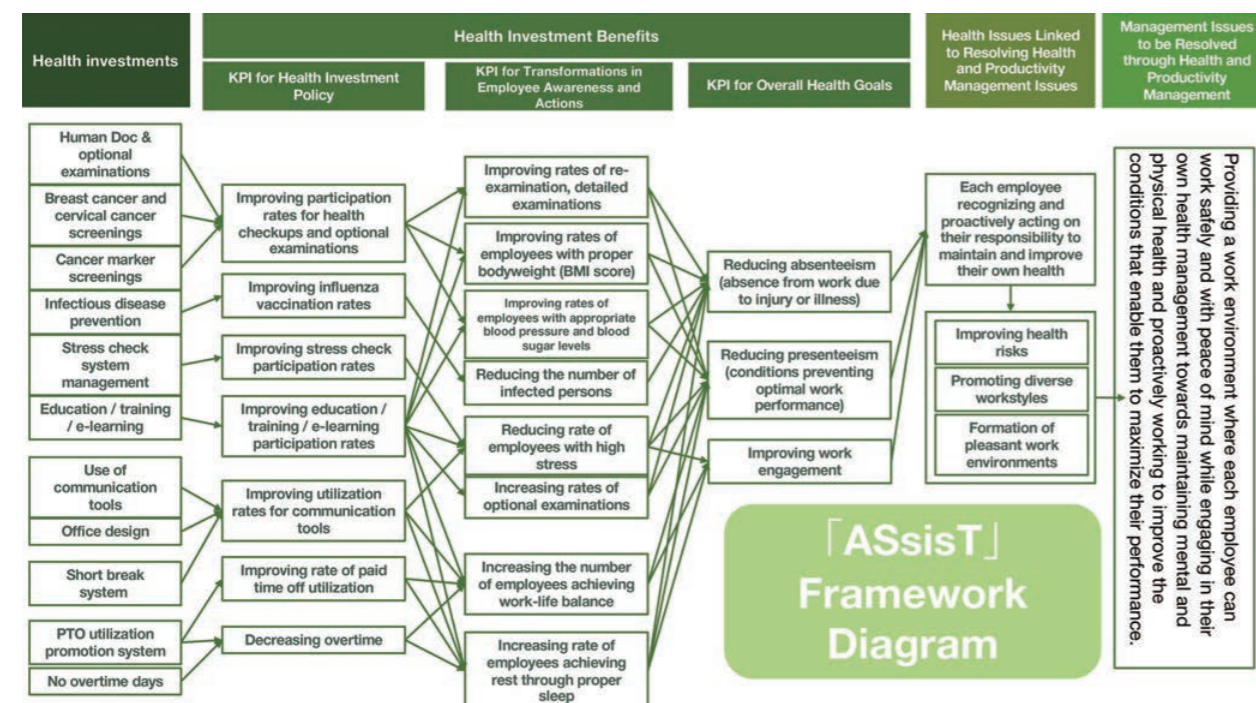 Health investments
Health Investment Benefits
KPI for Health Investment
Policy
KPI for Transformations in
Employee Awareness and
Actions
KPI for Overall Health Goals
Health Issues Linked
to Resolving Health
and Productivity
Management Issues
Management Issues
to be Resolved
through Health and
Productivity
Management
Human Doc &
optional
examinations
Breast cancer and
cervical cancer
screenings
Cancer marker
screenings
Infectious disease
prevention
Stress check
system
management
Education / training
/ e-learning
Use of
communication
tools
Office design
Short break
system
PTO utilization
promotion system
No overtime days
Improving participation
rates for health
checkups and optional
examinations
Improving influenza
vaccination rates
Improving stress check
participation rates
Improving education /
training / e-learning
participation rates
Improving utilization
rates for communication
tools
Improving rate of paid
time off utilization
Decreasing overtime
Improving rates of re-
examination, detailed
examinations
Improving rates of
employees with proper
bodyweight (BMI score)
Improving rates of
employees with appropriate
blood pressure and blood
sugar levels
Reducing the number of
infected persons
Reducing rate of
employees with high
stress
Increasing rates of
optional examinations
Increasing the number
of employees achieving
work-life balance
Increasing rate of
employees achieving
rest through proper
sleep
Reducing absenteeism
(absence from work due
to injury or illness)
Reducing presenteeism
(conditions preventing
optimal work
performance)
Improving work
engagement
Each employee
recognizing and
proactively acting on
their responsibility to
maintain and improve
their own health
Improving health
risks
Promoting diverse
workstyles
Formation of
pleasant work
environments
Providing a work environment where each employee can
work safely and with peace of mind while engaging in their
own health management towards maintaining mental and
physical health and proactively working to improve the
conditions that enable them to maximize their performance.
「ASsisT」
Framework
Diagram